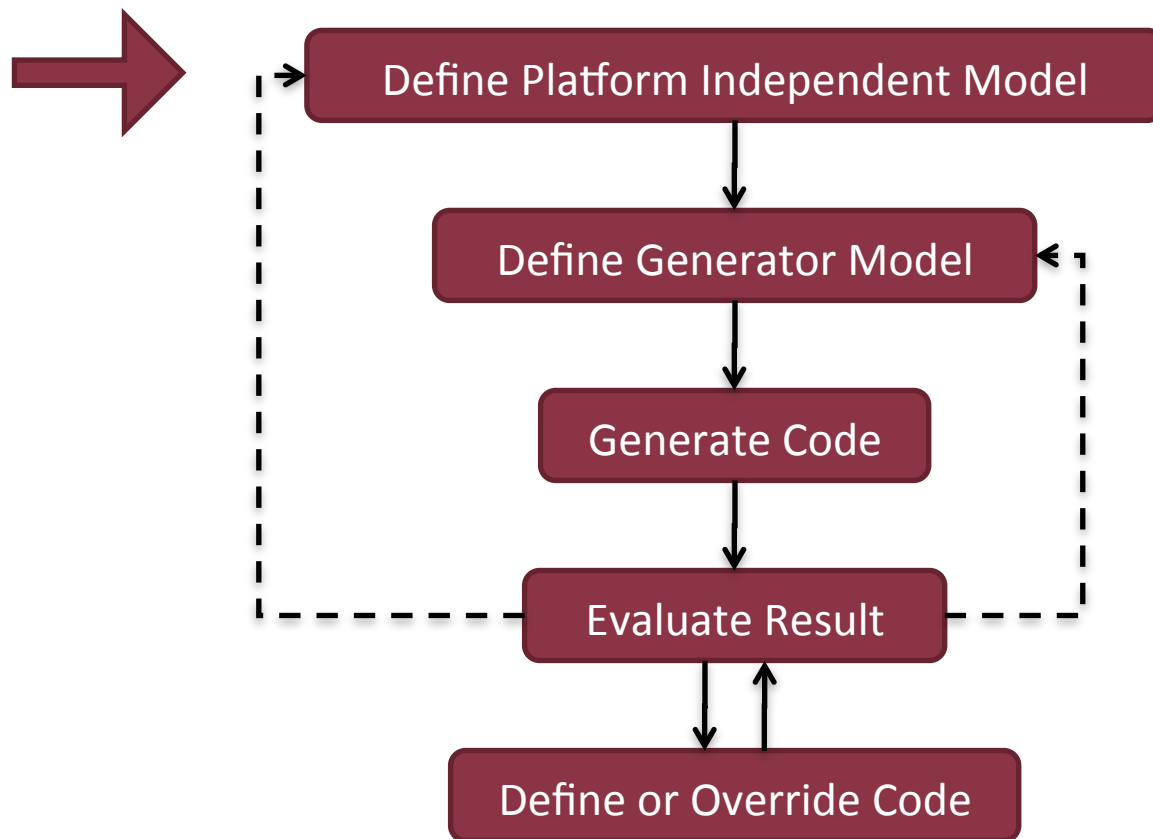 Define Platform Independent Model
Define Generator Model
Generate Code
Evaluate Result
Define or Override Code